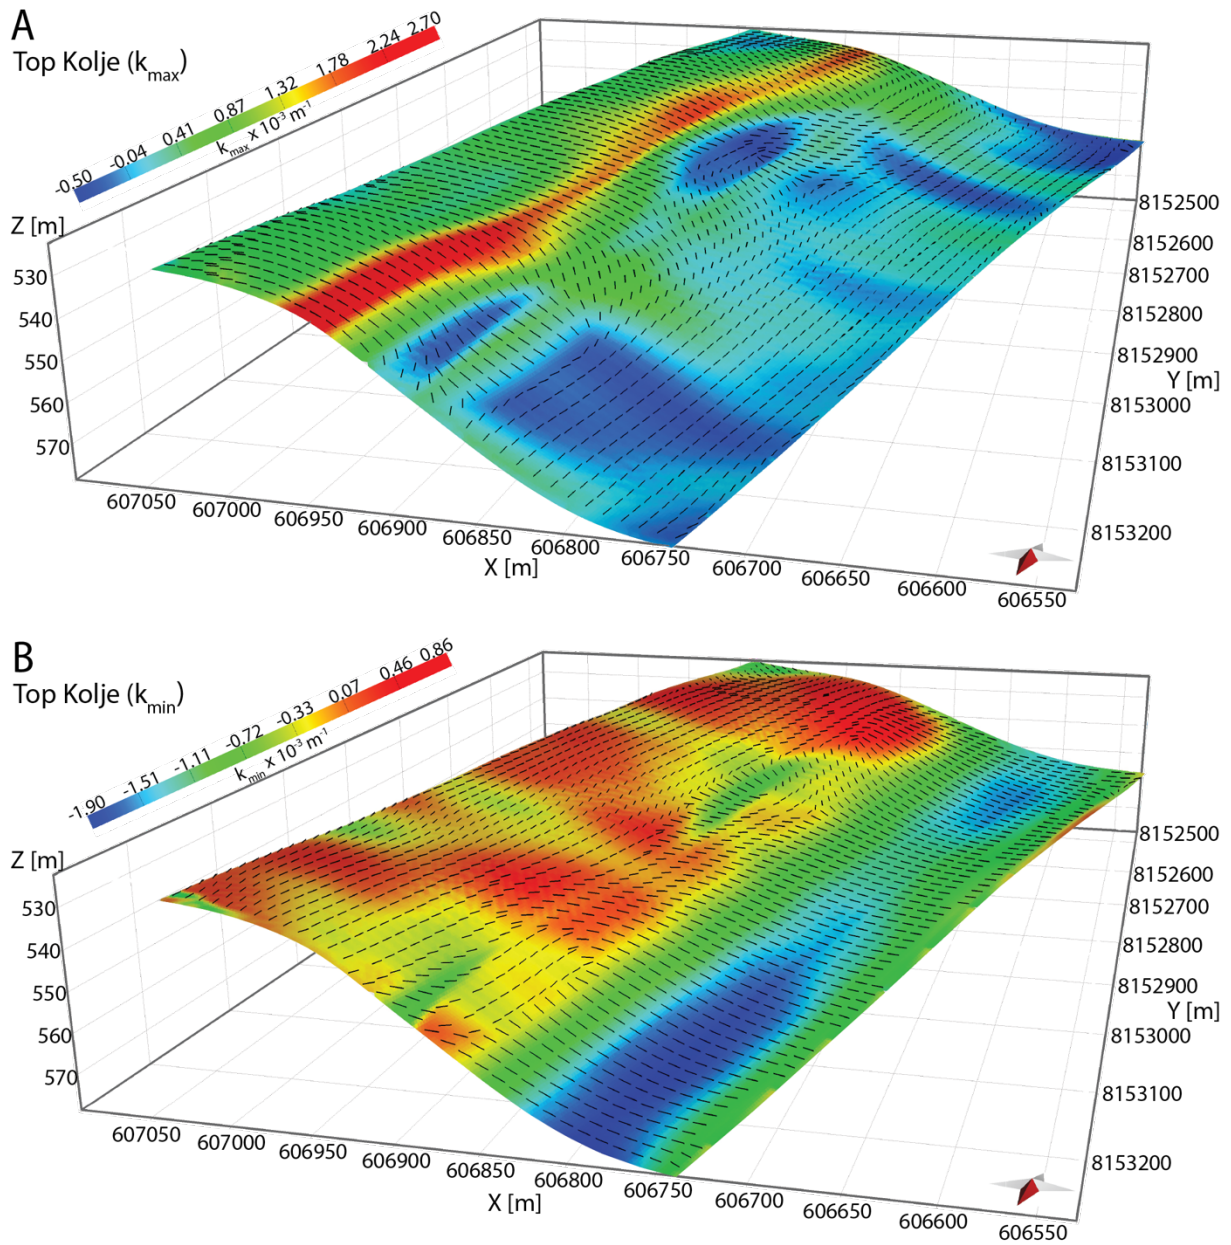 A
Top Kolje (kmax)
-0.50 -0.04 0.41 0.87 1.32 1.78 2.24 2.70
kmax x 10-3 m-1
Z [m]
530
540
550
560
570
607050 607000 606950 606900 606850 606800 606750 606700 606650 606600 606550
X [m]
8152500
8152600
8152700
8152800
8152900
Y [m]
8153000
8153100
8153200
B
Top Kolje (kmin)
-1.90 -1.51 -1.11 -0.72 -0.33 0.07 0.46 0.86
kmin x 10-3 m-1
Z [m]
530
540
550
560
570
607050 607000 606950 606900 606850 606800 606750 606700 606650 606600 606550
X [m]
8152500
8152600
8152700
8152800
8152900
Y [m]
8153000
8153100
8153200